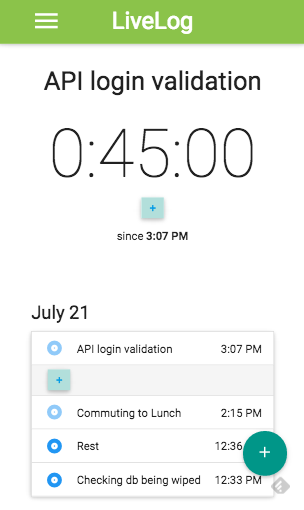 LiveLog
API login validation
0:45:00
+
since 3:07 PM
July 21
API login validation 3:07 PM
+
Commuting to Lunch 2:15 PM
Rest 12:36
+
Checking db being wiped 12:33 PM